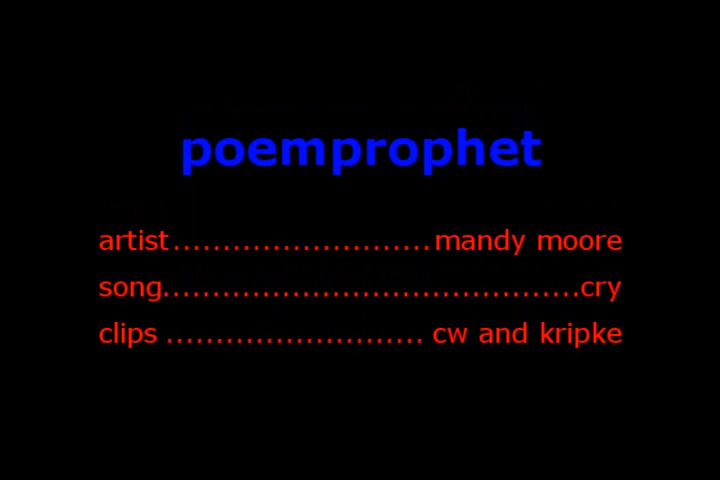 poemprophet
artist..........................mandy moore
song..........................................cry
clips .......................... cw and kripke